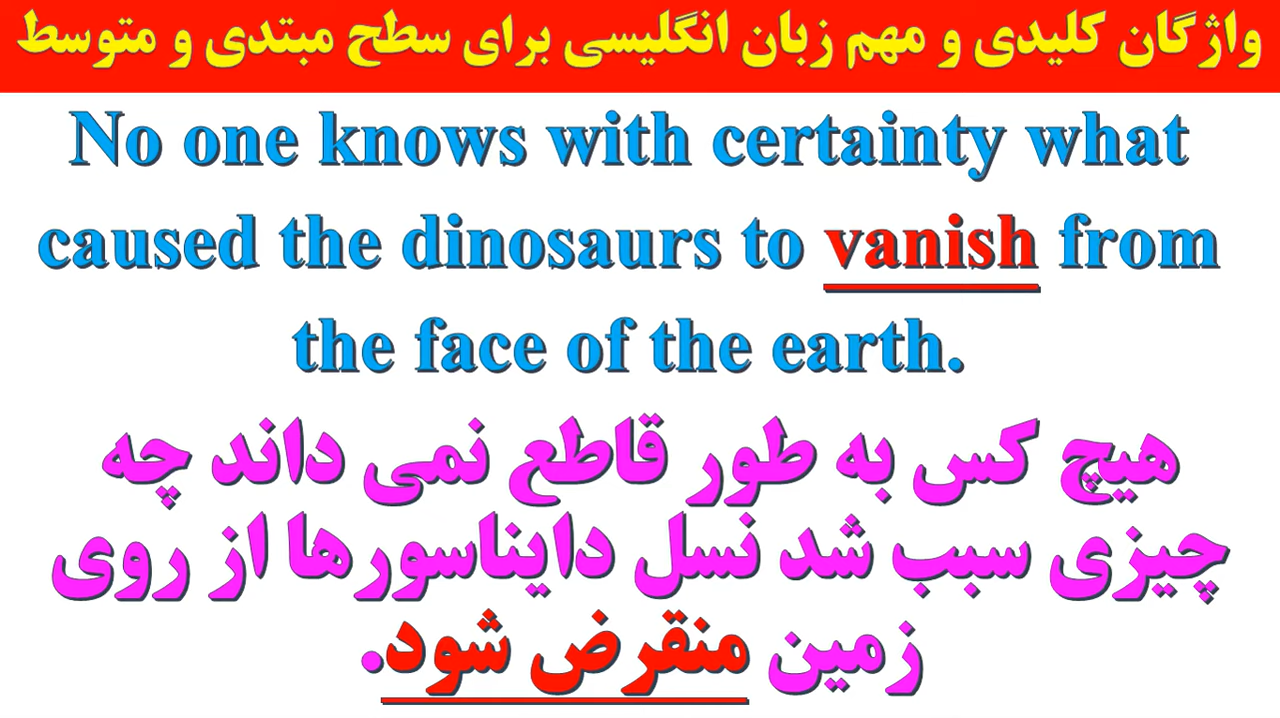 واژگان کلیدی و مهم زبان انگلیسی برای سطح مبتدی و متوسط
No one knows with certainty what
caused the dinosaurs to vanish from
the face of the earth.
هیچ کس به طور قاطع نمی داند چه
چیزی سبب شد نسل دایناسورها از روی
زمین منقرض شود.